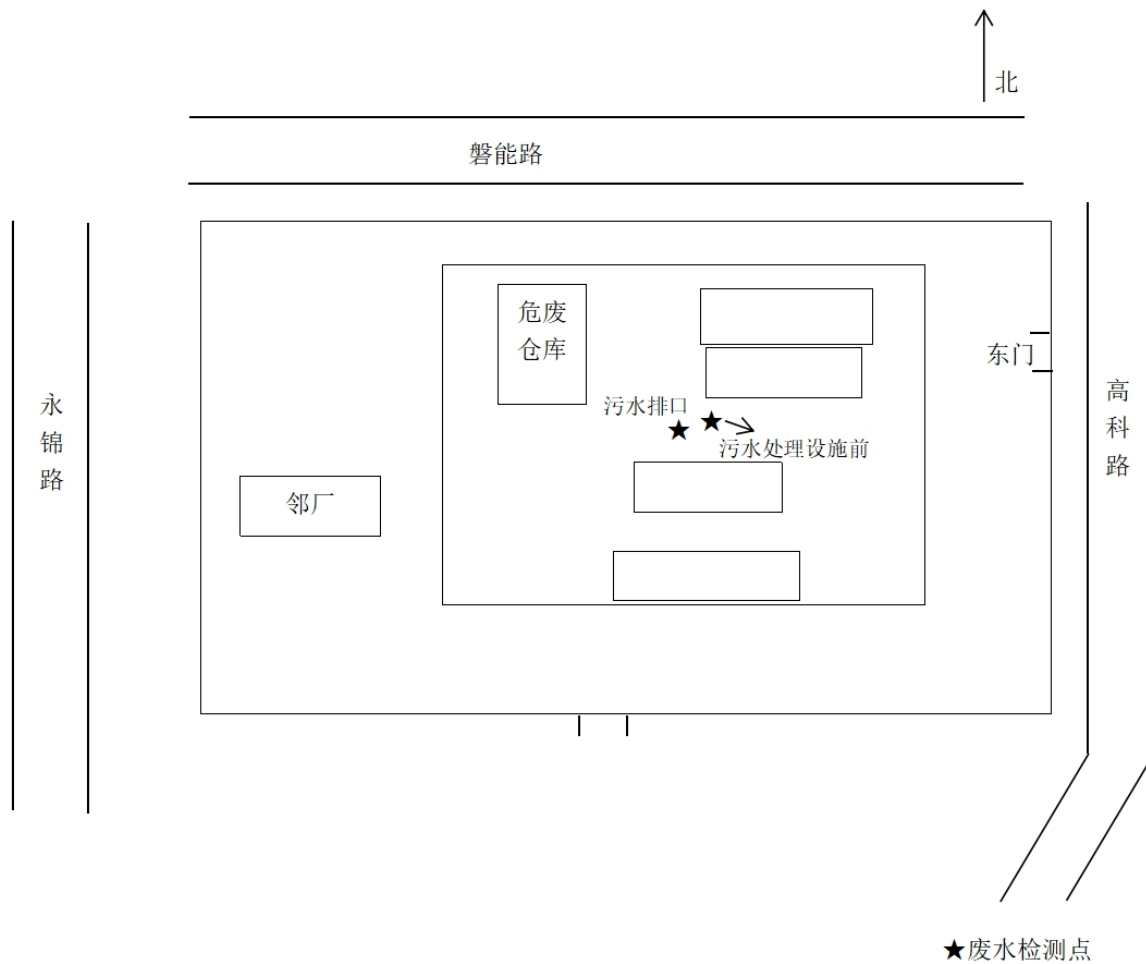 北
磐能路
危废
仓库
东门
污水排口
污水处理设施前
永
锦
路
高
科
路
邻厂
★废水检测点